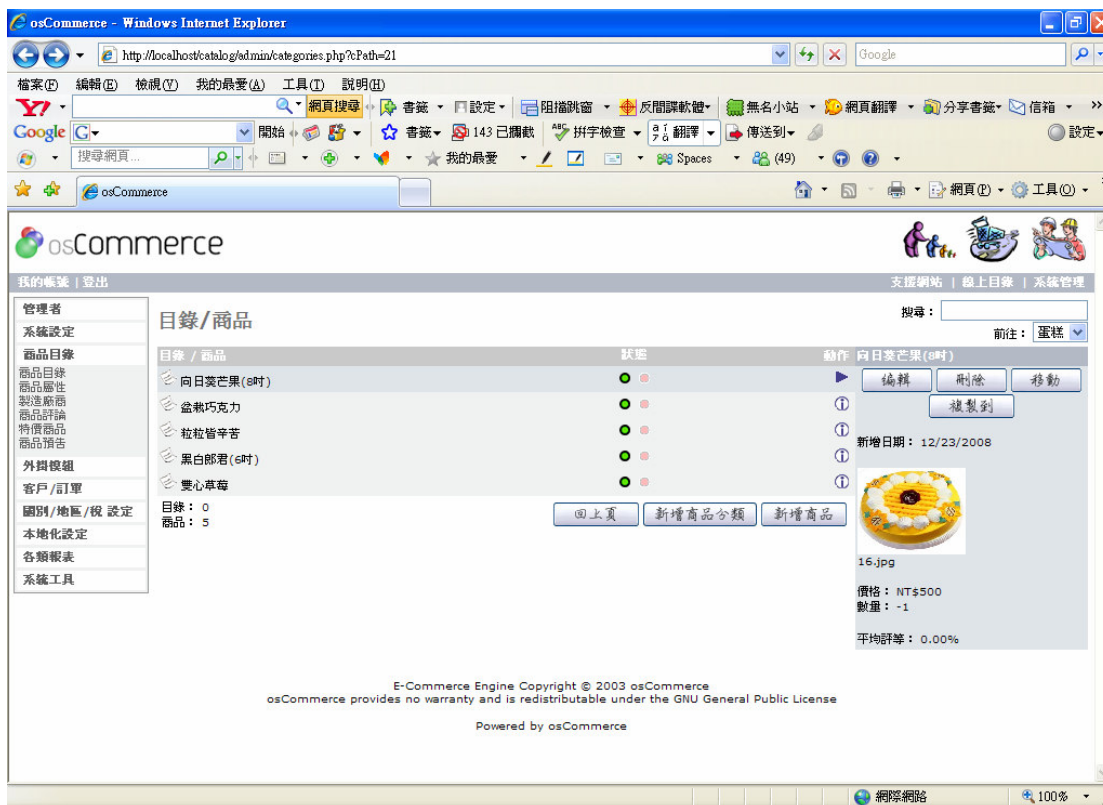 osCommerce - Windows Internet Explorer
http://localhost/catalog/admin/categories.php?cPath=21
Google
檔案(F) 編輯(E) 檢視(V) 我的最愛(A) 工具(T) 說明(H)
Y! 網頁搜尋 書籤 設定 阻擋跳窗 反間諜軟體 無名小站 網頁翻譯 分享書籤 信箱
Google G 開始 書籤 143 已攔截 拼字檢查 翻譯 傳送到 設定
搜尋網頁... 我的最愛 Spaces (49)
osCommerce 網頁(P) 工具(O)
osCommerce
我的帳號 | 登出 支援網站 | 線上目錄 | 系統管理
管理者
系統設定
商品目錄
商品目錄
商品屬性
製造廠商
商品評論
特價商品
商品預告
外掛模組
客戶/訂單
國別/地區/稅 設定
本地化設定
各類報表
系統工具
目錄/商品
搜尋：
前往： 蛋糕
目錄 / 商品 狀態 動作
向日葵芒果(8吋)
盆栽巧克力
粒粒皆辛苦
黑白郎君(6吋)
雙心草莓
目錄： 0
商品： 5
回上頁 新增商品分類 新增商品
向日葵芒果(8吋)
編輯 刪除 移動
複製到
新增日期： 12/23/2008
16.jpg
價格： NT$500
數量： -1
平均評等： 0.00%
E-Commerce Engine Copyright © 2003 osCommerce
osCommerce provides no warranty and is redistributable under the GNU General Public License
Powered by osCommerce
網際網路 100%